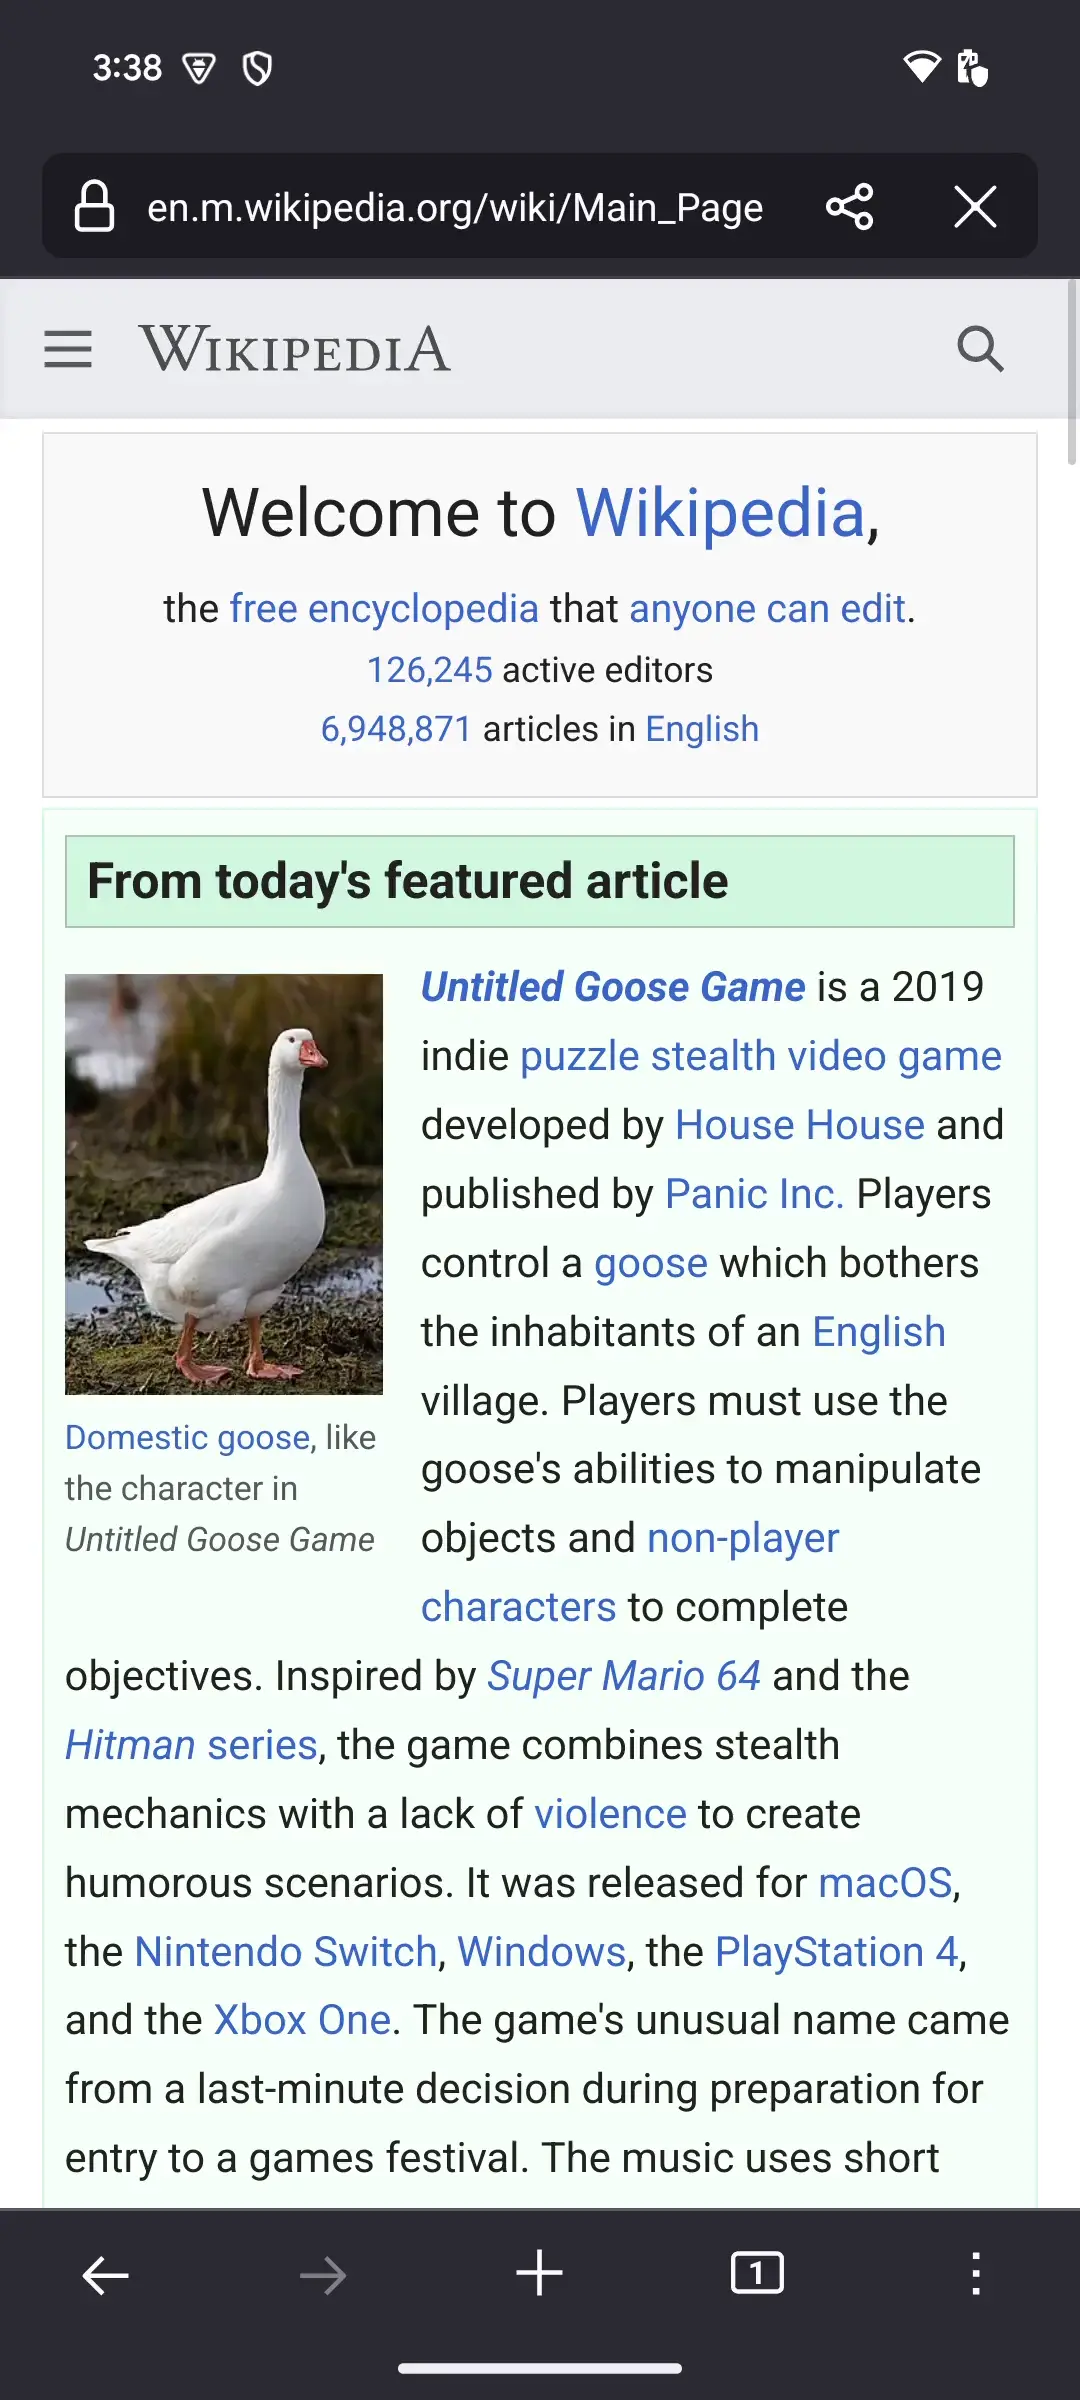 3:38
en.m.wikipedia.org/wiki/Main_Page
WIKIPEDIA
Welcome to Wikipedia,
the free encyclopedia that anyone can edit.
126,245 active editors
6,948,871 articles in English
From today's featured article
Untitled Goose Game is a 2019
indie puzzle stealth video game
developed by House House and
published by Panic Inc. Players
control a goose which bothers
the inhabitants of an English
village. Players must use the
goose's abilities to manipulate
objects and non-player
characters to complete
Domestic goose, like
the character in
Untitled Goose Game
objectives. Inspired by Super Mario 64 and the
Hitman series, the game combines stealth
mechanics with a lack of violence to create
humorous scenarios. It was released for macOS,
the Nintendo Switch, Windows, the PlayStation 4,
and the Xbox One. The game's unusual name came
from a last-minute decision during preparation for
entry to a games festival. The music uses short
1